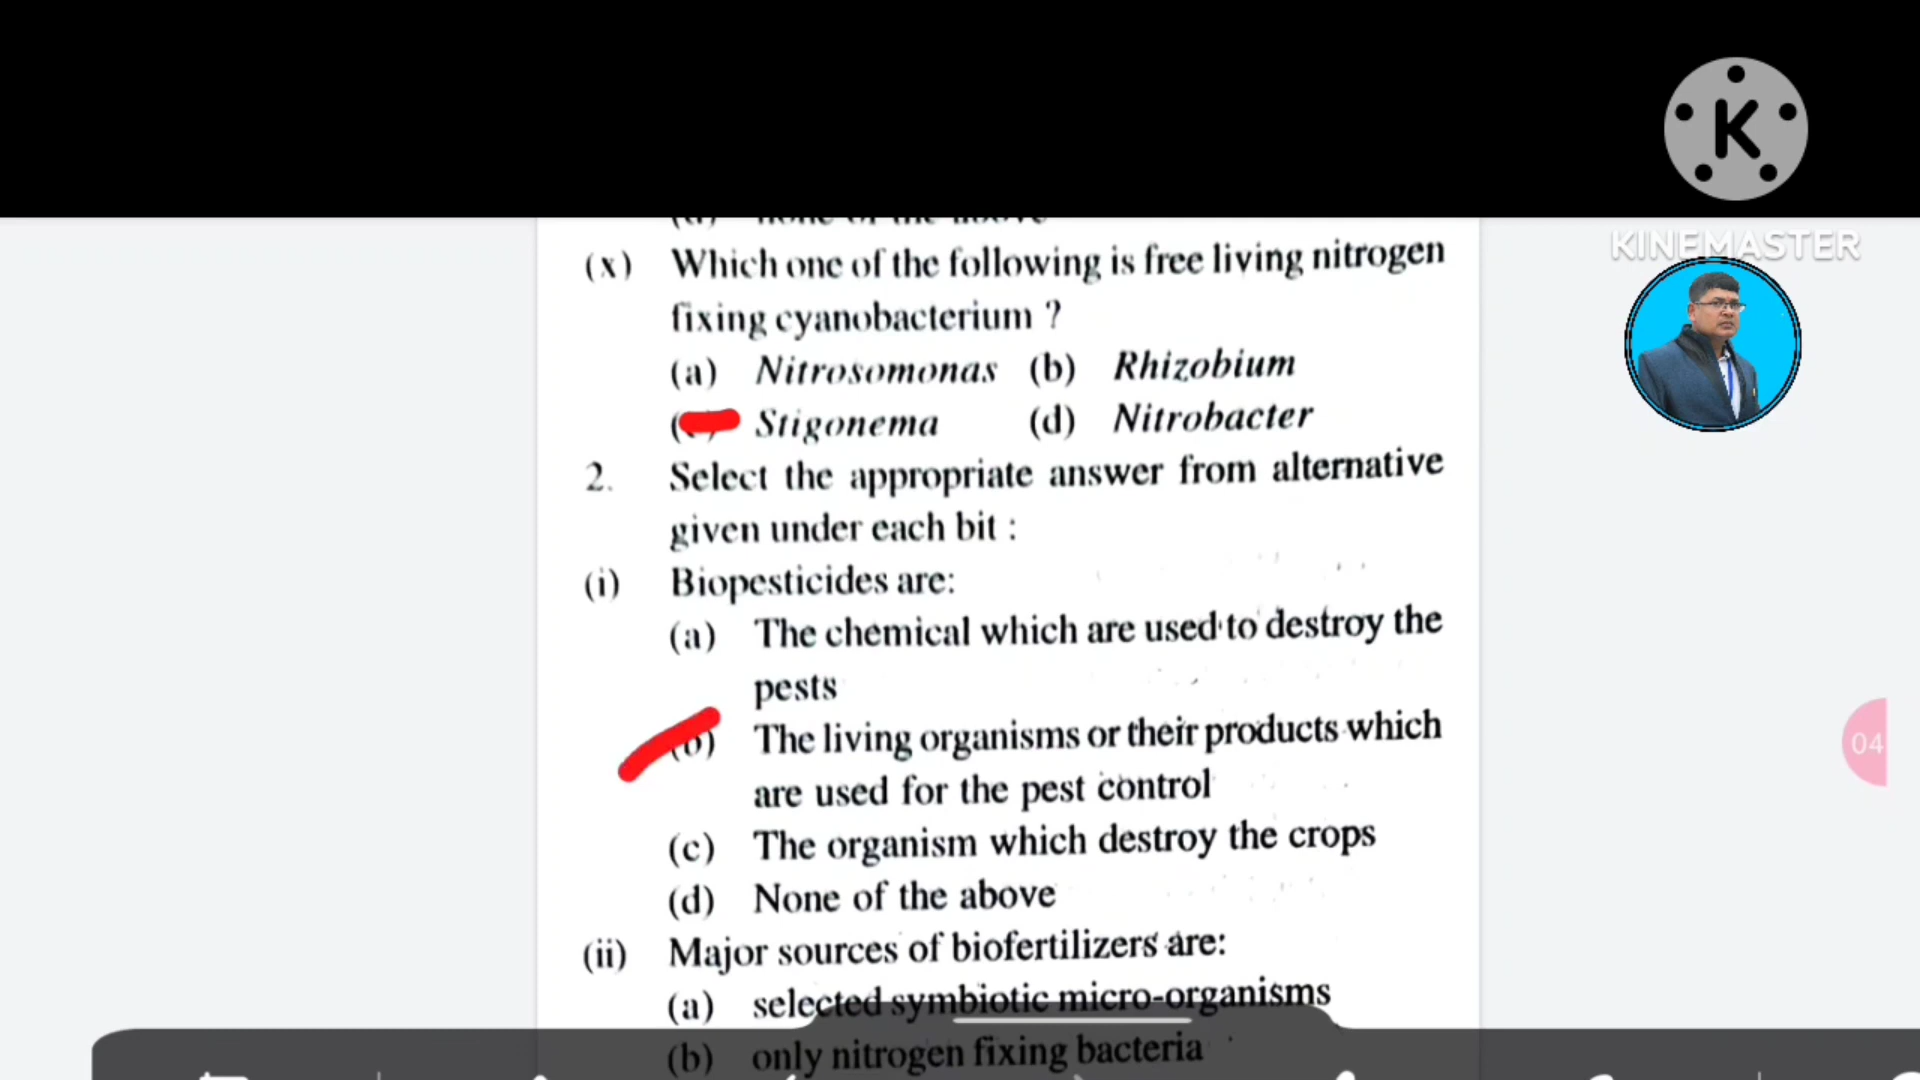 K
KINEMASTER
(d) none of the above
(x) Which one of the following is free living nitrogen
fixing cyanobacterium ?
(a) Nitrosomonas (b) Rhizobium
Stigonema (d) Nitrobacter
2. Select the appropriate answer from alternative
given under each bit :
(i) Biopesticides are:
(a) The chemical which are used to destroy the
pests
(b) The living organisms or their products which
are used for the pest control
(c) The organism which destroy the crops
(d) None of the above
(ii) Major sources of biofertilizers are:
(a) selected symbiotic micro-organisms
(b) only nitrogen fixing bacteria
04